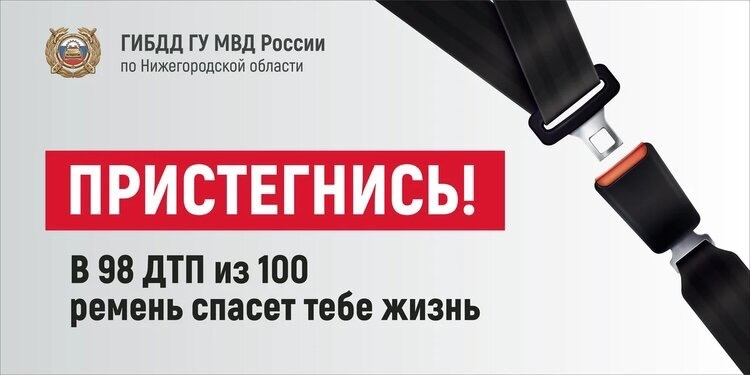 ГИБДД ГУ МВД России
по Нижегородской области
ПРИСТЕГНИСЬ!
В 98 ДТП из 100
ремень спасет тебе жизнь